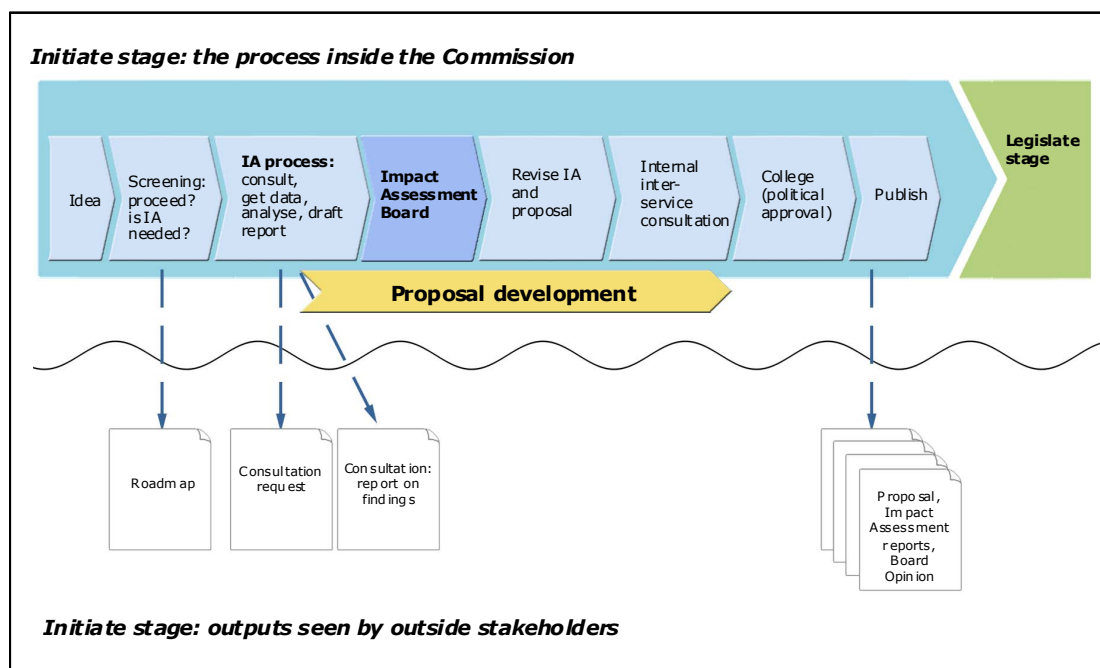 Initiate stage: the process inside the Commission
Legislate
stage
Idea
Screening:
proceed?
is IA
needed?
IA process:
consult,
get data,
analyse, draft
report
Impact
Assessment
Board
Revise IA
and
proposal
Internal
inter-
service
consultation
College
(political
approval)
Publish
Proposal development
Roadmap
Consultation
request
Consultation:
report on
findings
Proposal,
Impact
Assessment
reports,
Board
Opinion
Initiate stage: outputs seen by outside stakeholders